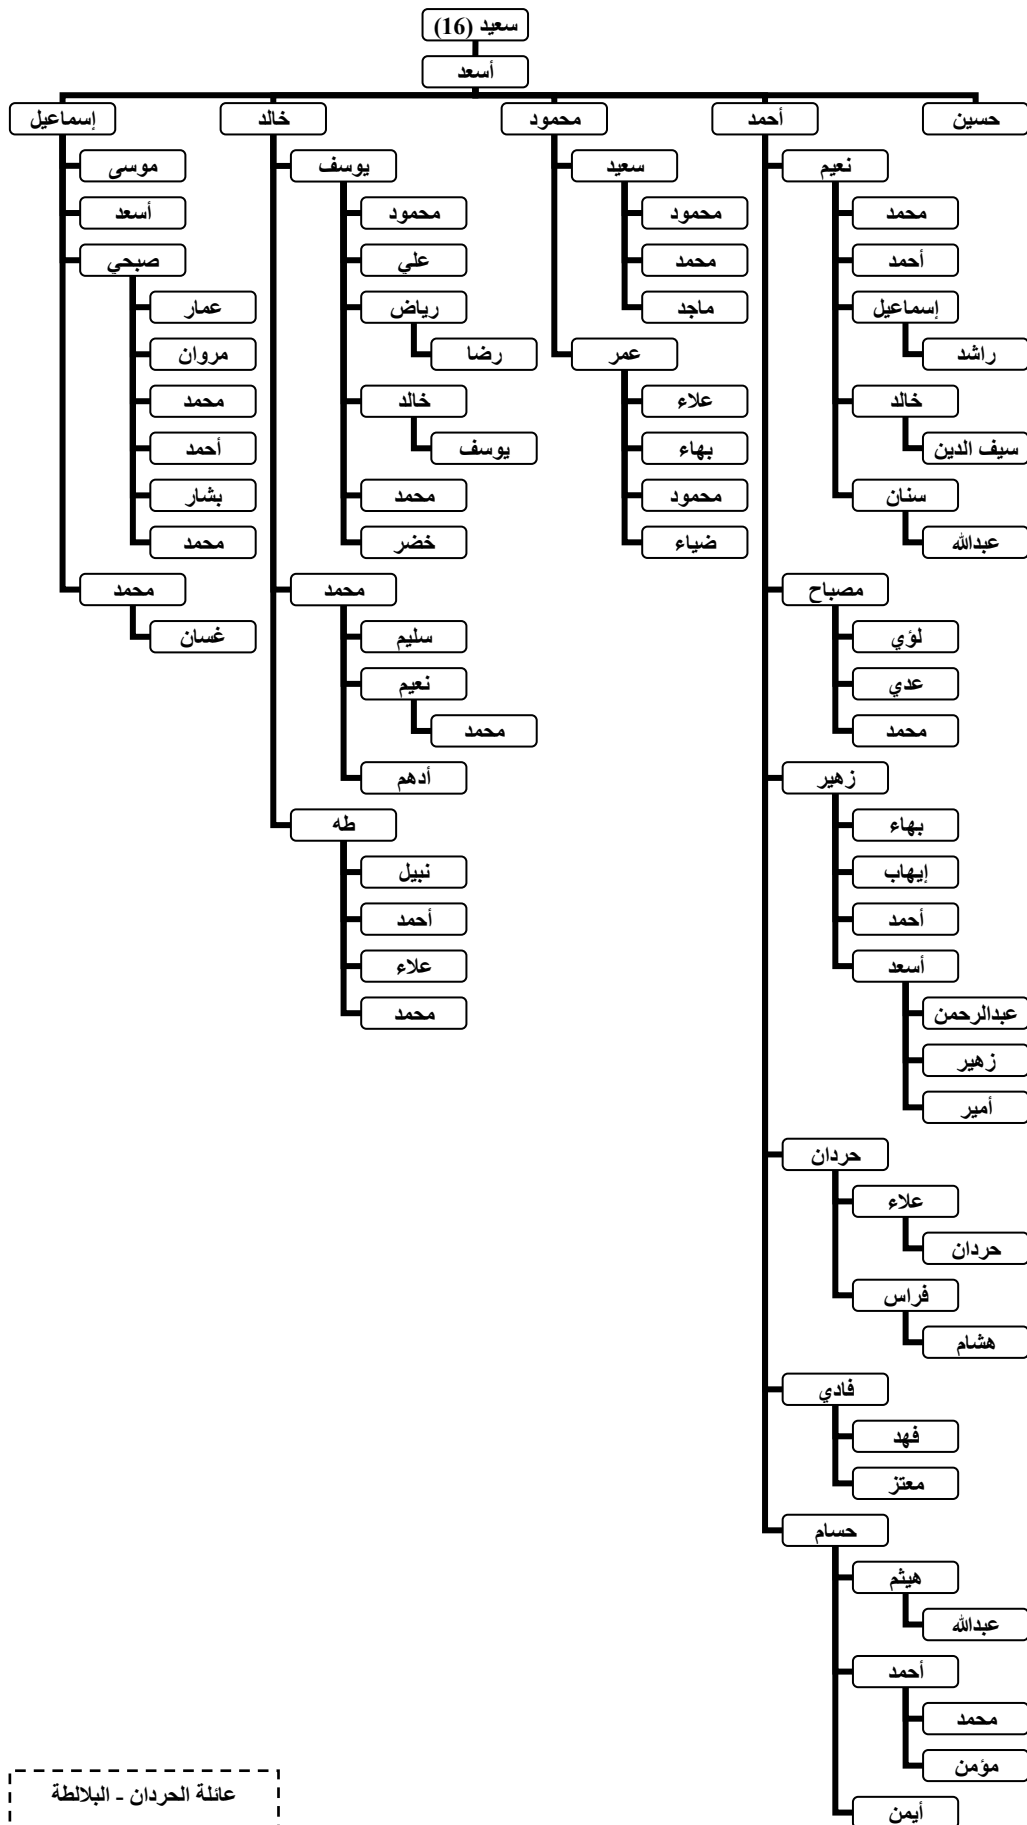 سعيد (16)
أسعد
حسين
أحمد
نعيم
محمد
أحمد
إسماعيل
راشد
خالد
سيف الدين
سنان
عبدالله
مصباح
لؤي
عدي
محمد
زهير
بهاء
إيهاب
أحمد
أسعد
عبدالرحمن
زهير
أمير
حردان
علاء
حردان
فراس
هشام
فادي
فهد
معتز
حسام
هيثم
عبدالله
أحمد
محمد
مؤمن
أيمن
محمود
سعيد
محمود
محمد
ماجد
عمر
علاء
بهاء
محمود
ضياء
خالد
يوسف
محمود
علي
رياض
رضا
خالد
يوسف
محمد
خضر
محمد
سليم
نعيم
محمد
أدهم
طه
نبيل
أحمد
علاء
محمد
إسماعيل
موسى
أسعد
صبحي
عمار
مروان
محمد
أحمد
بشار
محمد
محمد
غسان
عائلة الحردان - البلالطة